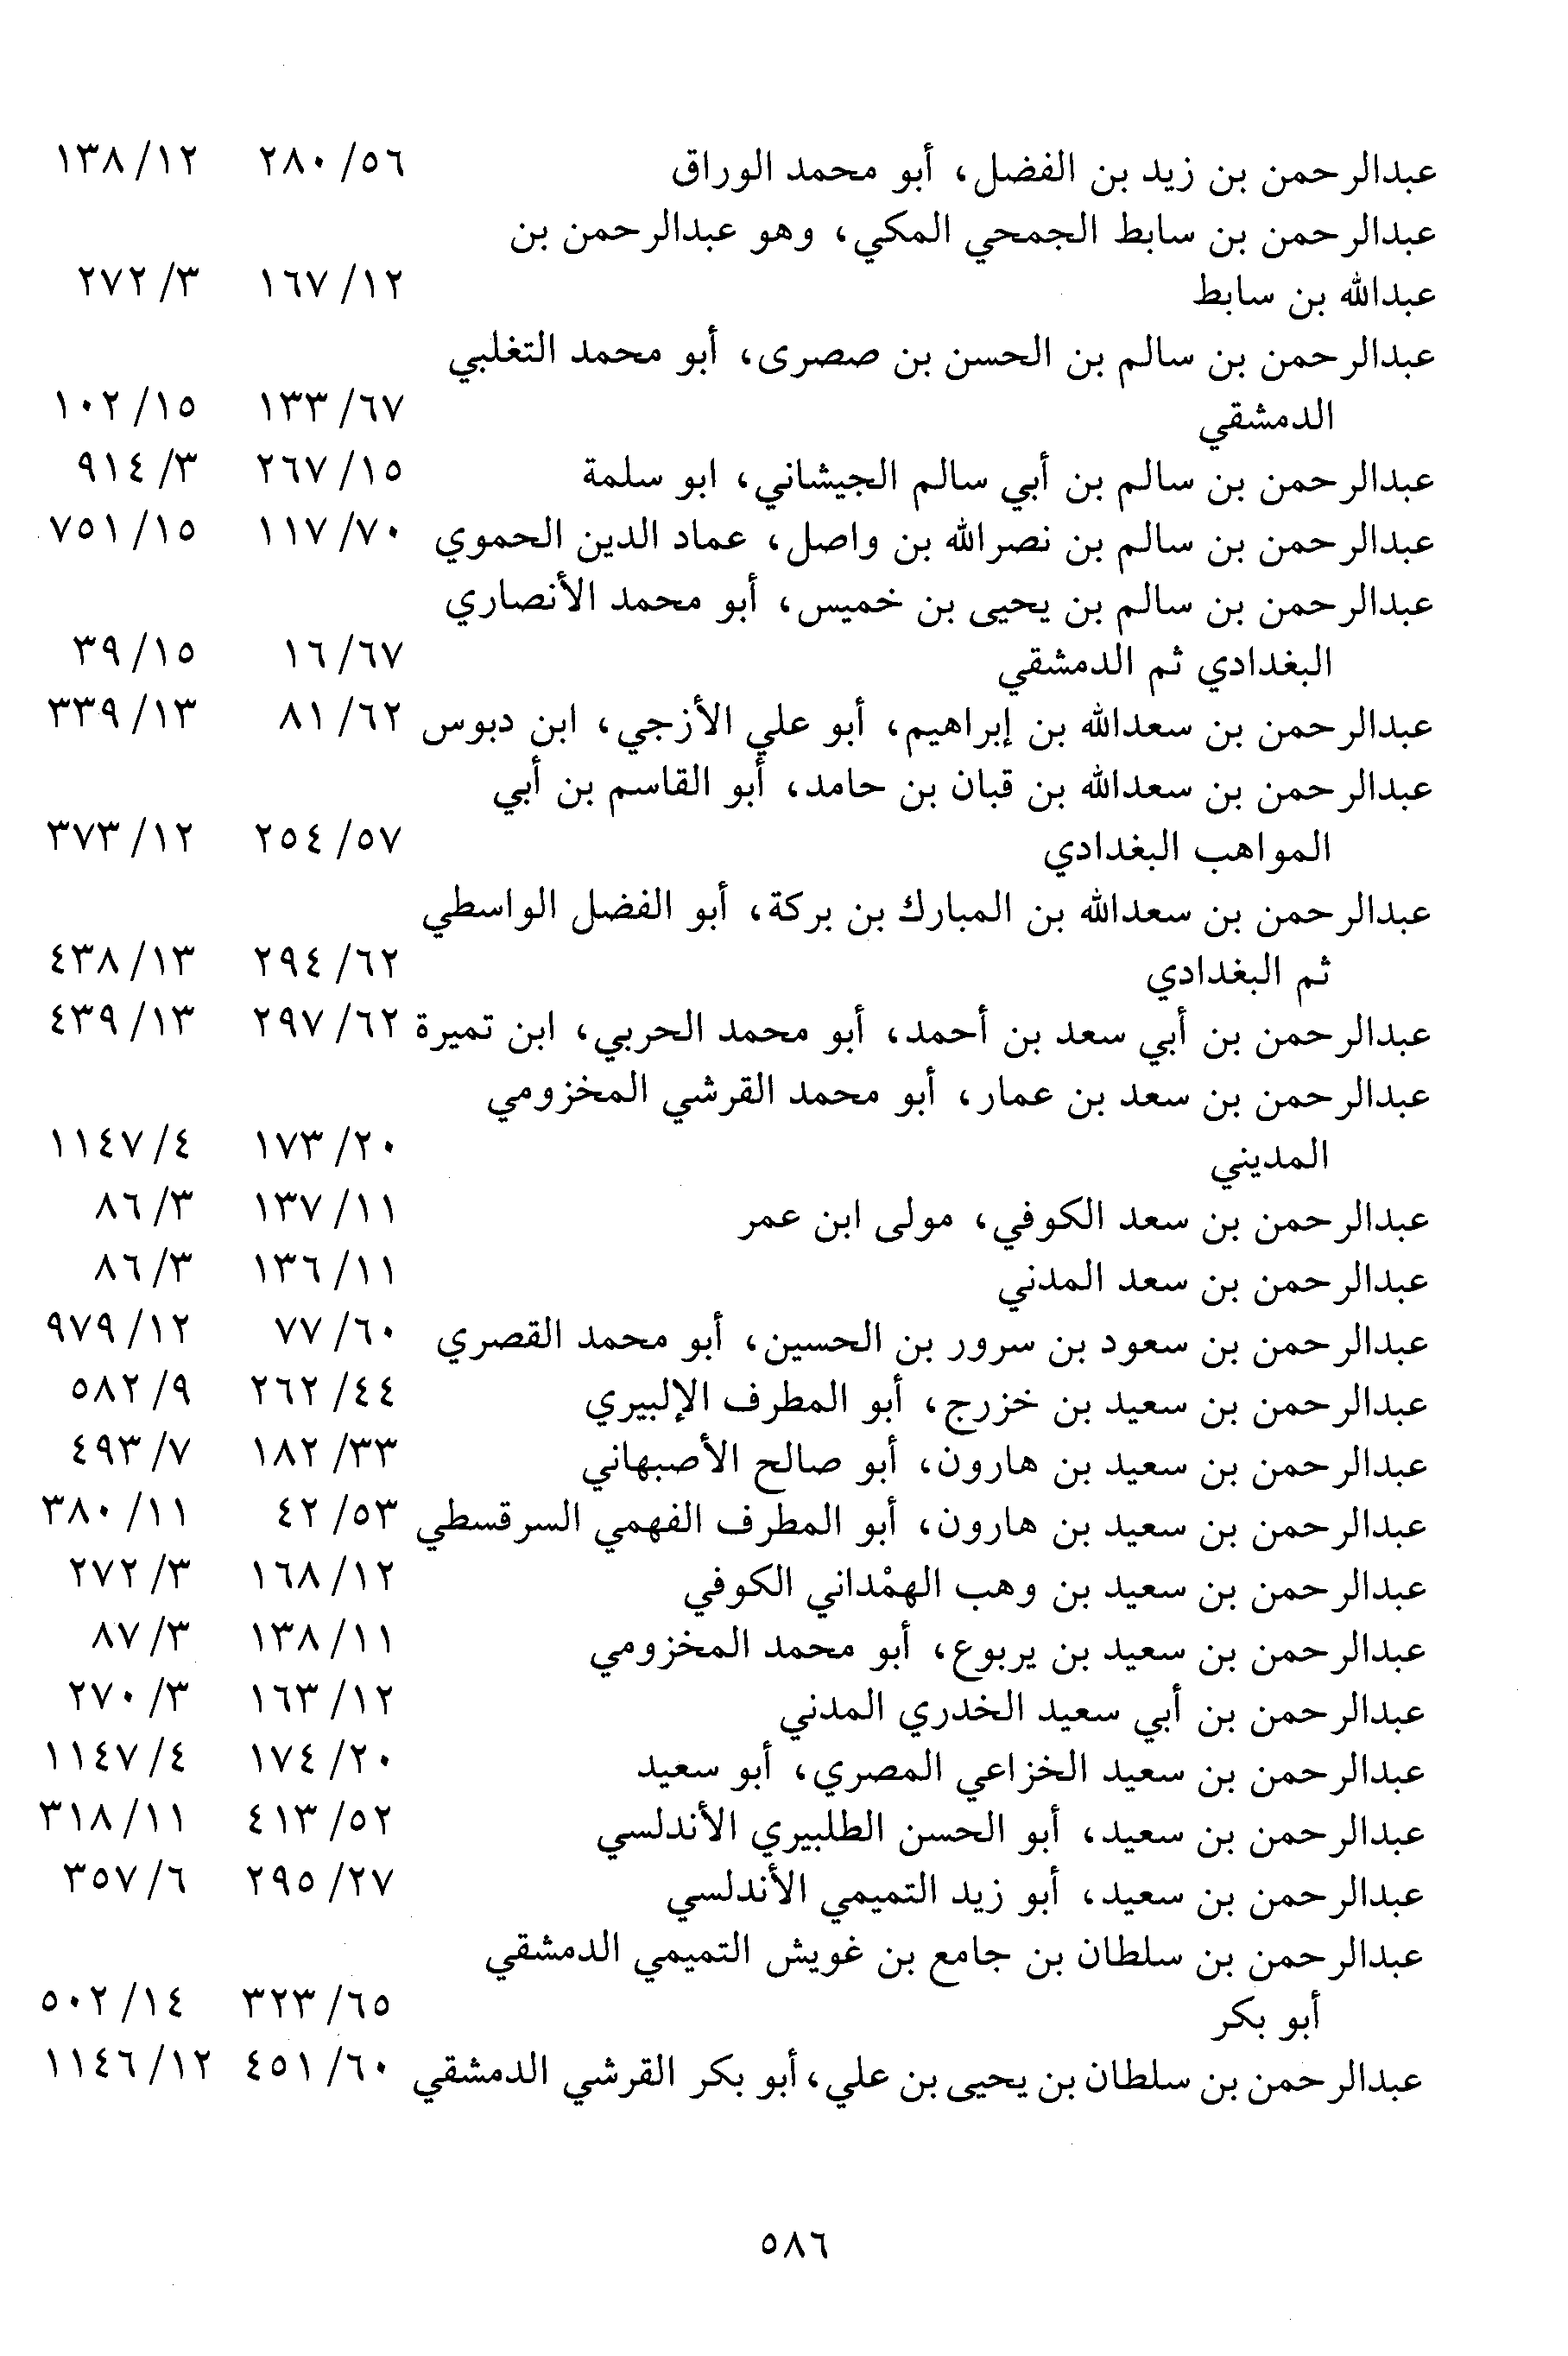 عبدالرحمن بن زيد بن الفضل، أبو محمد الوراق ٥٦/ ٢٨٠ ١٢/ ١٣٨
عبدالرحمن بن سابط الجمحي المكي، وهو عبدالرحمن بن
عبدالله بن سابط ١٢/ ١٦٧ ٣/ ٢٧٢
عبدالرحمن بن سالم بن الحسن بن صصرى، أبو محمد التغلبي
الدمشقي ٦٧/ ١٣٣ ١٥/ ١٠٢
عبدالرحمن بن سالم بن أبي سالم الجيشاني، ابو سلمة ١٥/ ٢٦٧ ٣/ ٩١٤
عبدالرحمن بن سالم بن نصرالله بن واصل، عماد الدين الحموي ٧٠/ ١١٧ ١٥/ ٧٥١
عبدالرحمن بن سالم بن يحيى بن خميس، أبو محمد الأنصاري
البغدادي ثم الدمشقي ٦٧/ ١٦ ١٥/ ٣٩
عبدالرحمن بن سعدالله بن إبراهيم، أبو علي الأزجي، ابن دبوس ٦٢/ ٨١ ١٣/ ٣٣٩
عبدالرحمن بن سعدالله بن قبان بن حامد، أبو القاسم بن أبي
المواهب البغدادي ٥٧/ ٢٥٤ ١٢/ ٣٧٣
عبدالرحمن بن سعدالله بن المبارك بن بركة، أبو الفضل الواسطي
ثم البغدادي ٦٢/ ٢٩٤ ١٣/ ٤٣٨
عبدالرحمن بن أبي سعد بن أحمد، أبو محمد الحربي، ابن تميرة ٦٢/ ٢٩٧ ١٣/ ٤٣٩
عبدالرحمن بن سعد بن عمار، أبو محمد القرشي المخزومي
المديني ٢٠/ ١٧٣ ٤/ ١١٤٧
عبدالرحمن بن سعد الكوفي، مولى ابن عمر ١١/ ١٣٧ ٣/ ٨٦
عبدالرحمن بن سعد المدني ١١/ ١٣٦ ٣/ ٨٦
عبدالرحمن بن سعود بن سرور بن الحسين، أبو محمد القصري ٦٠/ ٧٧ ١٢/ ٩٧٩
عبدالرحمن بن سعيد بن خزرج، أبو المطرف الإلبيري ٤٤/ ٢٦٢ ٩/ ٥٨٢
عبدالرحمن بن سعيد بن هارون، أبو صالح الأصبهاني ٣٣/ ١٨٢ ٧/ ٤٩٣
عبدالرحمن بن سعيد بن هارون، أبو المطرف الفهمي السرقسطي ٥٣/ ٤٢ ١١/ ٣٨٠
عبدالرحمن بن سعيد بن وهب الهمْداني الكوفي ١٢/ ١٦٨ ٣/ ٢٧٢
عبدالرحمن بن سعيد بن يربوع، أبو محمد المخزومي ١١/ ١٣٨ ٣/ ٨٧
عبدالرحمن بن أبي سعيد الخدري المدني ١٢/ ١٦٣ ٣/ ٢٧٠
عبدالرحمن بن سعيد الخزاعي المصري، أبو سعيد ٢٠/ ١٧٤ ٤/ ١١٤٧
عبدالرحمن بن سعيد، أبو الحسن الطلبيري الأندلسي ٥٢/ ٤١٣ ١١/ ٣١٨
عبدالرحمن بن سعيد، أبو زيد التميمي الأندلسي ٢٧/ ٢٩٥ ٦/ ٣٥٧
عبدالرحمن بن سلطان بن جامع بن غويش التميمي الدمشقي
أبو بكر ٦٥/ ٣٢٣ ١٤/ ٥٠٢
عبدالرحمن بن سلطان بن يحيى بن علي، أبو بكر القرشي الدمشقي ٦٠/ ٤٥١ ١٢/ ١١٤٦
٥٨٦